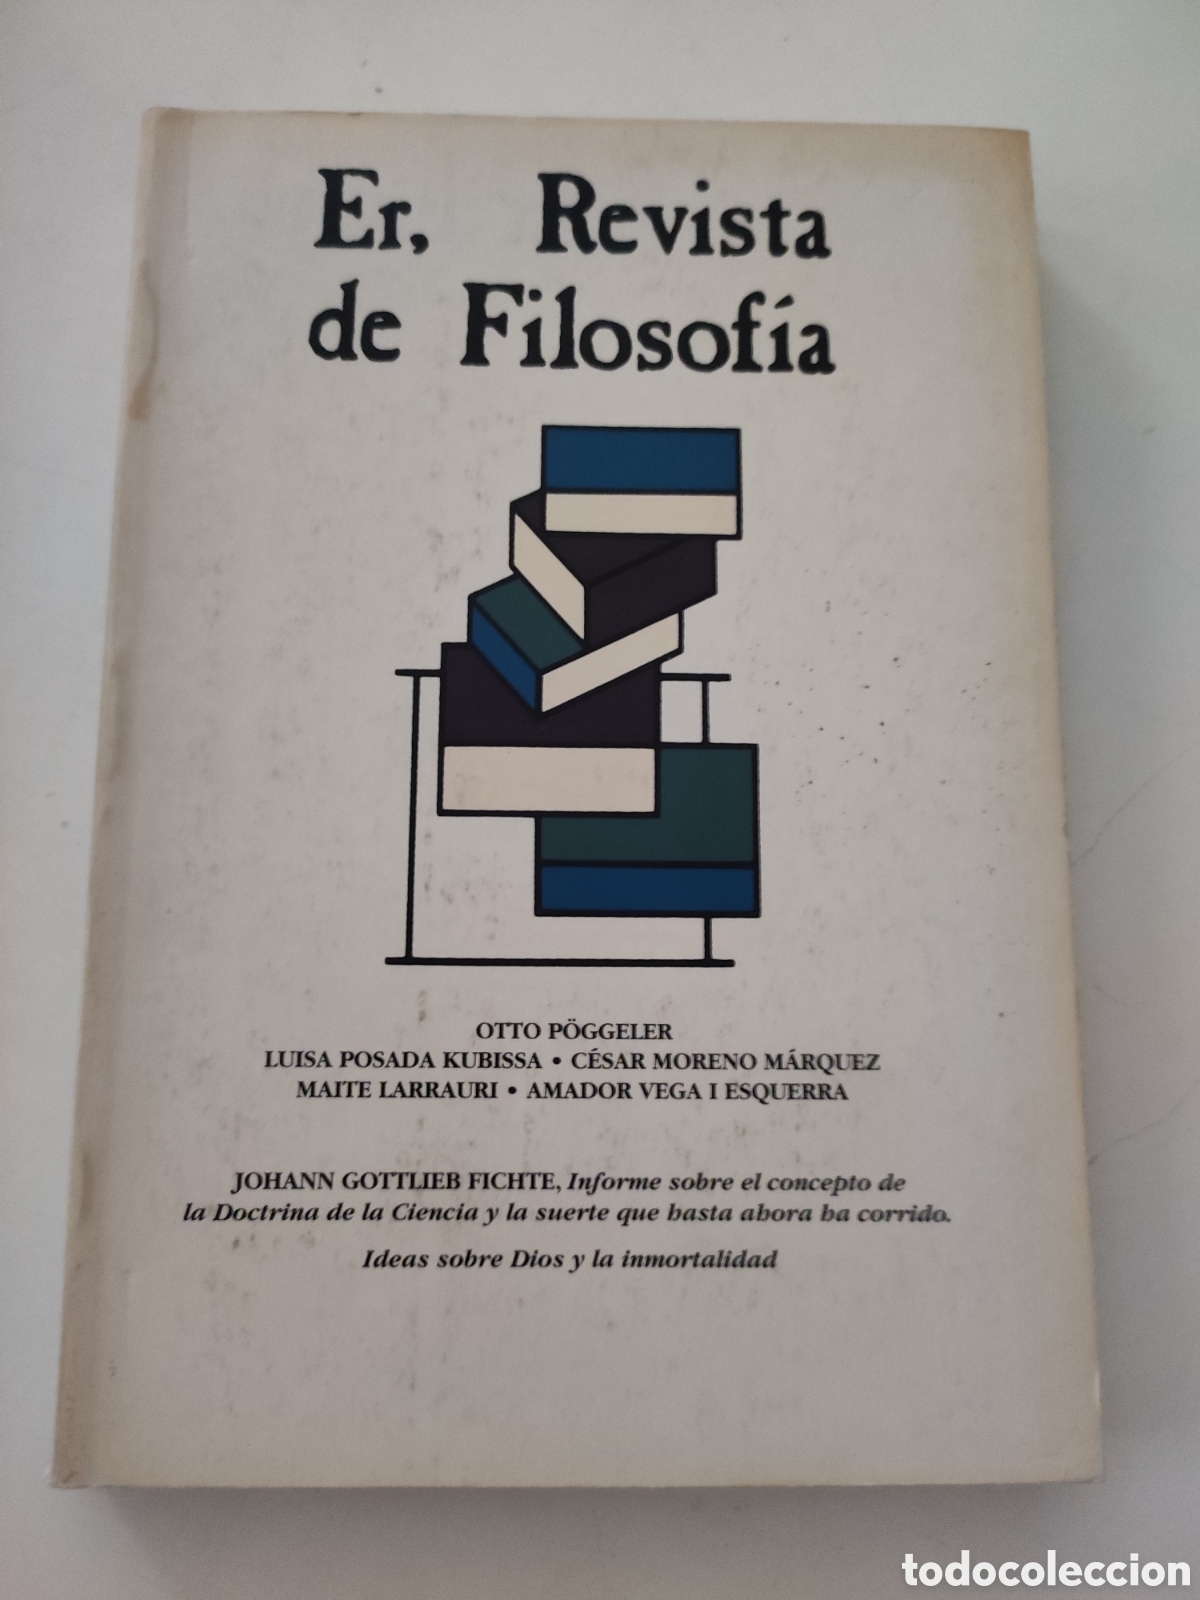 Er, Revista
de Filosofía
OTTO PÖGGELER
LUISA POSADA KUBISSA • CÉSAR MORENO MÁRQUEZ
MAITE LARRAURI • AMADOR VEGA I ESQUERRA
JOHANN GOTTLIEB FICHTE, Informe sobre el concepto de
la Doctrina de la Ciencia y la suerte que hasta ahora ha corrido.
Ideas sobre Dios y la inmortalidad
todocoleccion